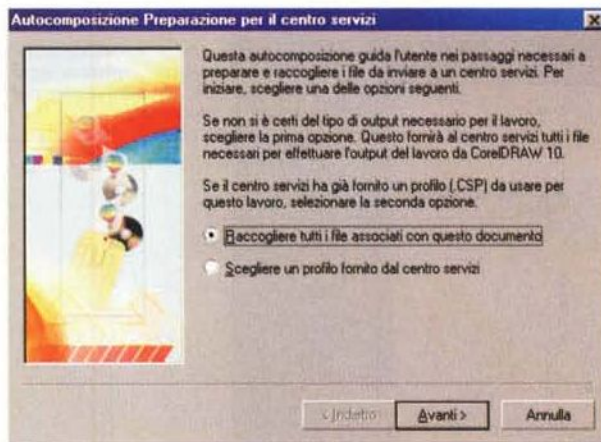 Autocomposizione Preparazione per il centro servizi
Questa autocomposizione guida l'utente nei passaggi necessari a
preparare e raccogliere i file da inviare a un centro servizi. Per
iniziare, scegliere una delle opzioni seguenti.
Se non si è certi del tipo di output necessario per il lavoro,
scegliere la prima opzione. Questo fornirà al centro servizi tutti i file
necessari per effettuare l'output del lavoro da CorelDRAW 10.
Se il centro servizi ha già fornito un profilo (.CSP) da usare per
questo lavoro, selezionare la seconda opzione.
Raccogliere tutti i file associati con questo documento
Scegliere un profilo fornito dal centro servizi
< Indietro Avanti > Annulla